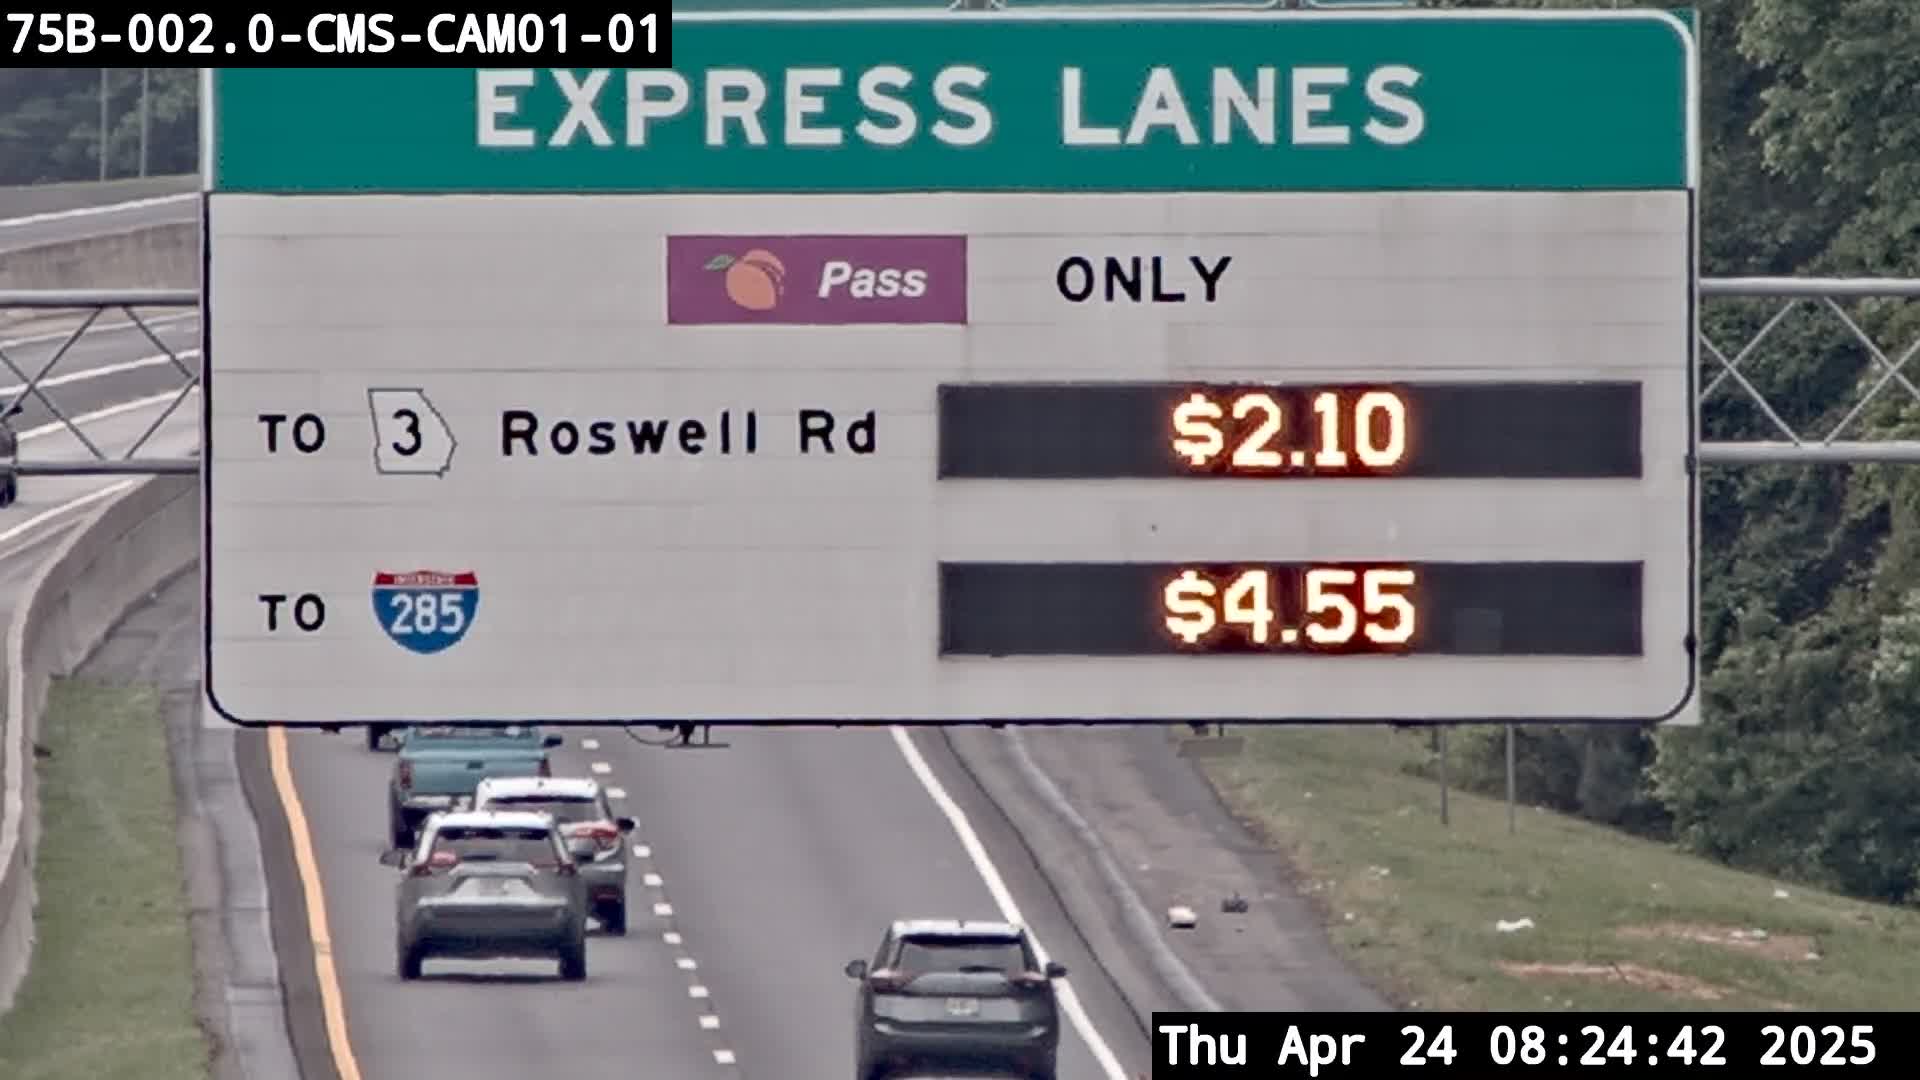 75B-002.0-CMS-CAM01-01
EXPRESS LANES
Pass ONLY
TO 3 Roswell Rd $2.10
INTERSTATE
TO 285 $4.55
Thu Apr 24 08:24:42 2025